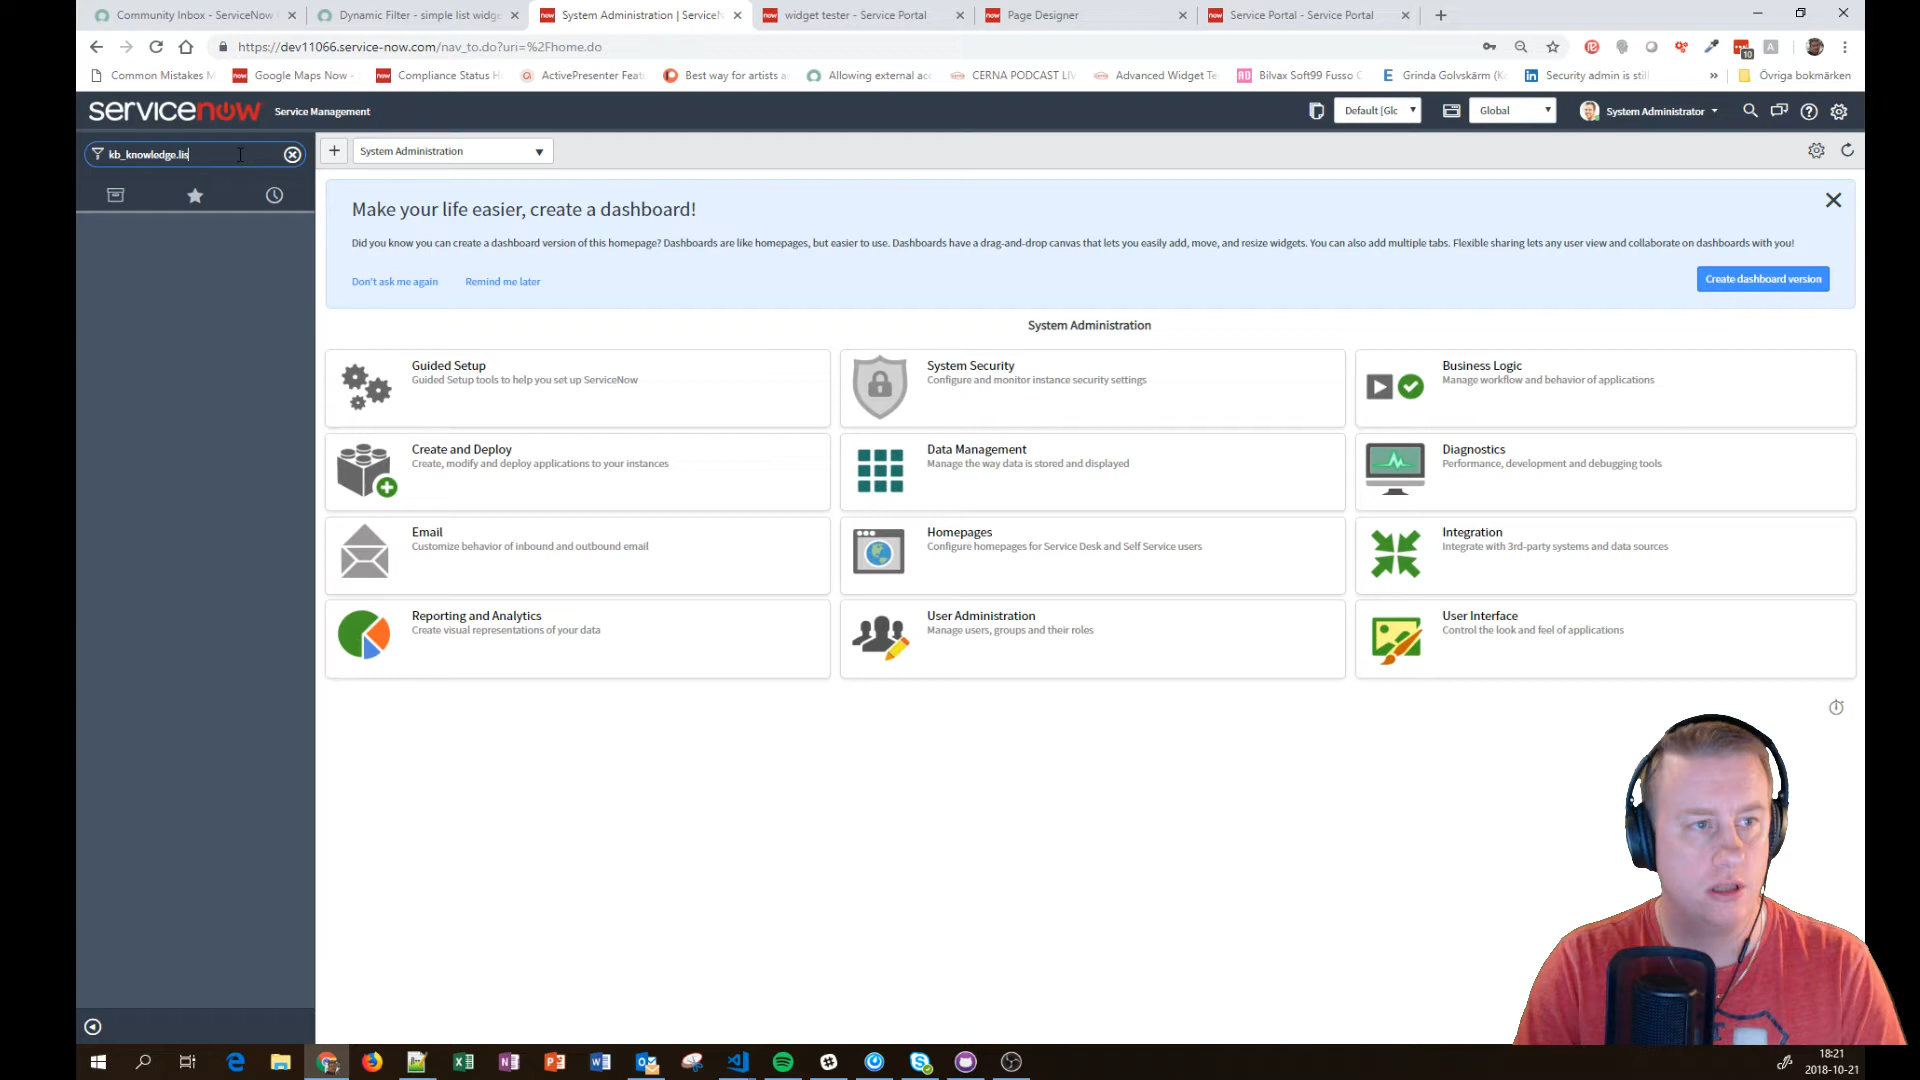 Community Inbox - ServiceNow
Dynamic Filter - simple list widg
System Administration | Service
widget tester - Service Portal
Page Designer
Service Portal - Service Portal
https://dev11066.service-now.com/nav_to.do?uri=%2Fhome.do
10
Common Mistakes
Google Maps Now -
Compliance Status
ActivePresenter Feat
Best way for artists
Allowing external
CERNA PODCAST LIV
Advanced Widget Te
Bilvax Soft99 Fusso
Grinda Golvskärm
Security admin is still
»
Övriga bokmärken
servicenow
Service Management
Default [Glc
Global
System Administrator
kb_knowledge.lis
System Administration
Make your life easier, create a dashboard!
Did you know you can create a dashboard version of this homepage? Dashboards are like homepages, but easier to use. Dashboards have a drag-and-drop canvas that lets you easily add, move, and resize widgets. You can also add multiple tabs. Flexible sharing lets any user view and collaborate on dashboards with you!
Don't ask me again
Remind me later
Create dashboard version
System Administration
Guided Setup
Guided Setup tools to help you set up ServiceNow
System Security
Configure and monitor instance security settings
Business Logic
Manage workflow and behavior of applications
Create and Deploy
Create, modify and deploy applications to your instances
Data Management
Manage the way data is stored and displayed
Diagnostics
Performance, development and debugging tools
Email
Customize behavior of inbound and outbound email
Homepages
Configure homepages for Service Desk and Self Service users
Integration
Integrate with 3rd-party systems and data sources
Reporting and Analytics
Create visual representations of your data
User Administration
Manage users, groups and their roles
User Interface
Control the look and feel of applications
18:21
2018-10-21